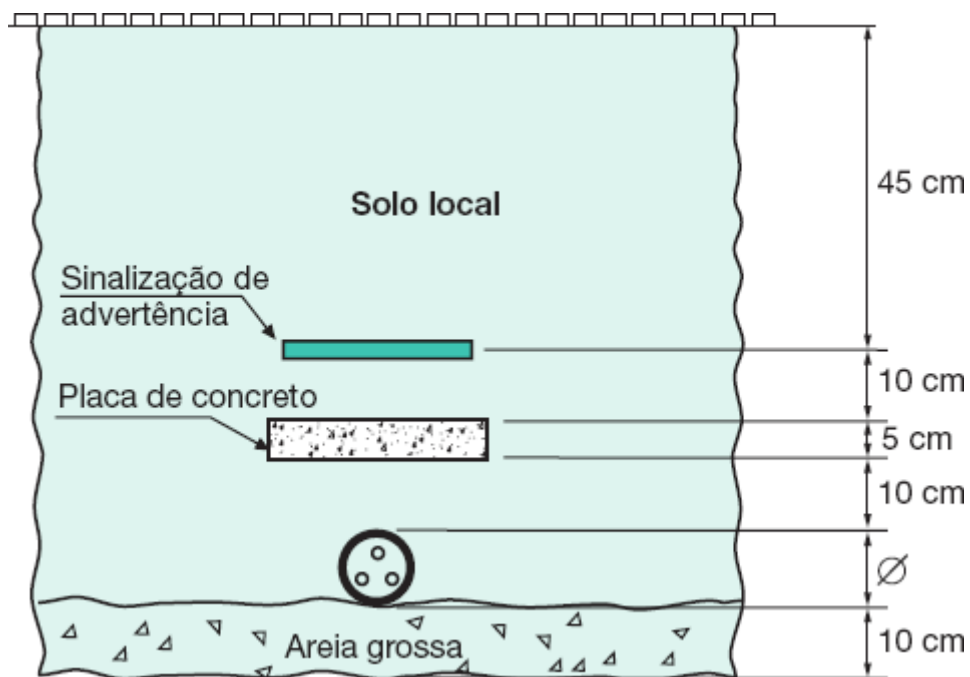 45 cm
Solo local
Sinalização de
advertência
10 cm
Placa de concreto
5 cm
10 cm
Ø
Areia grossa
10 cm